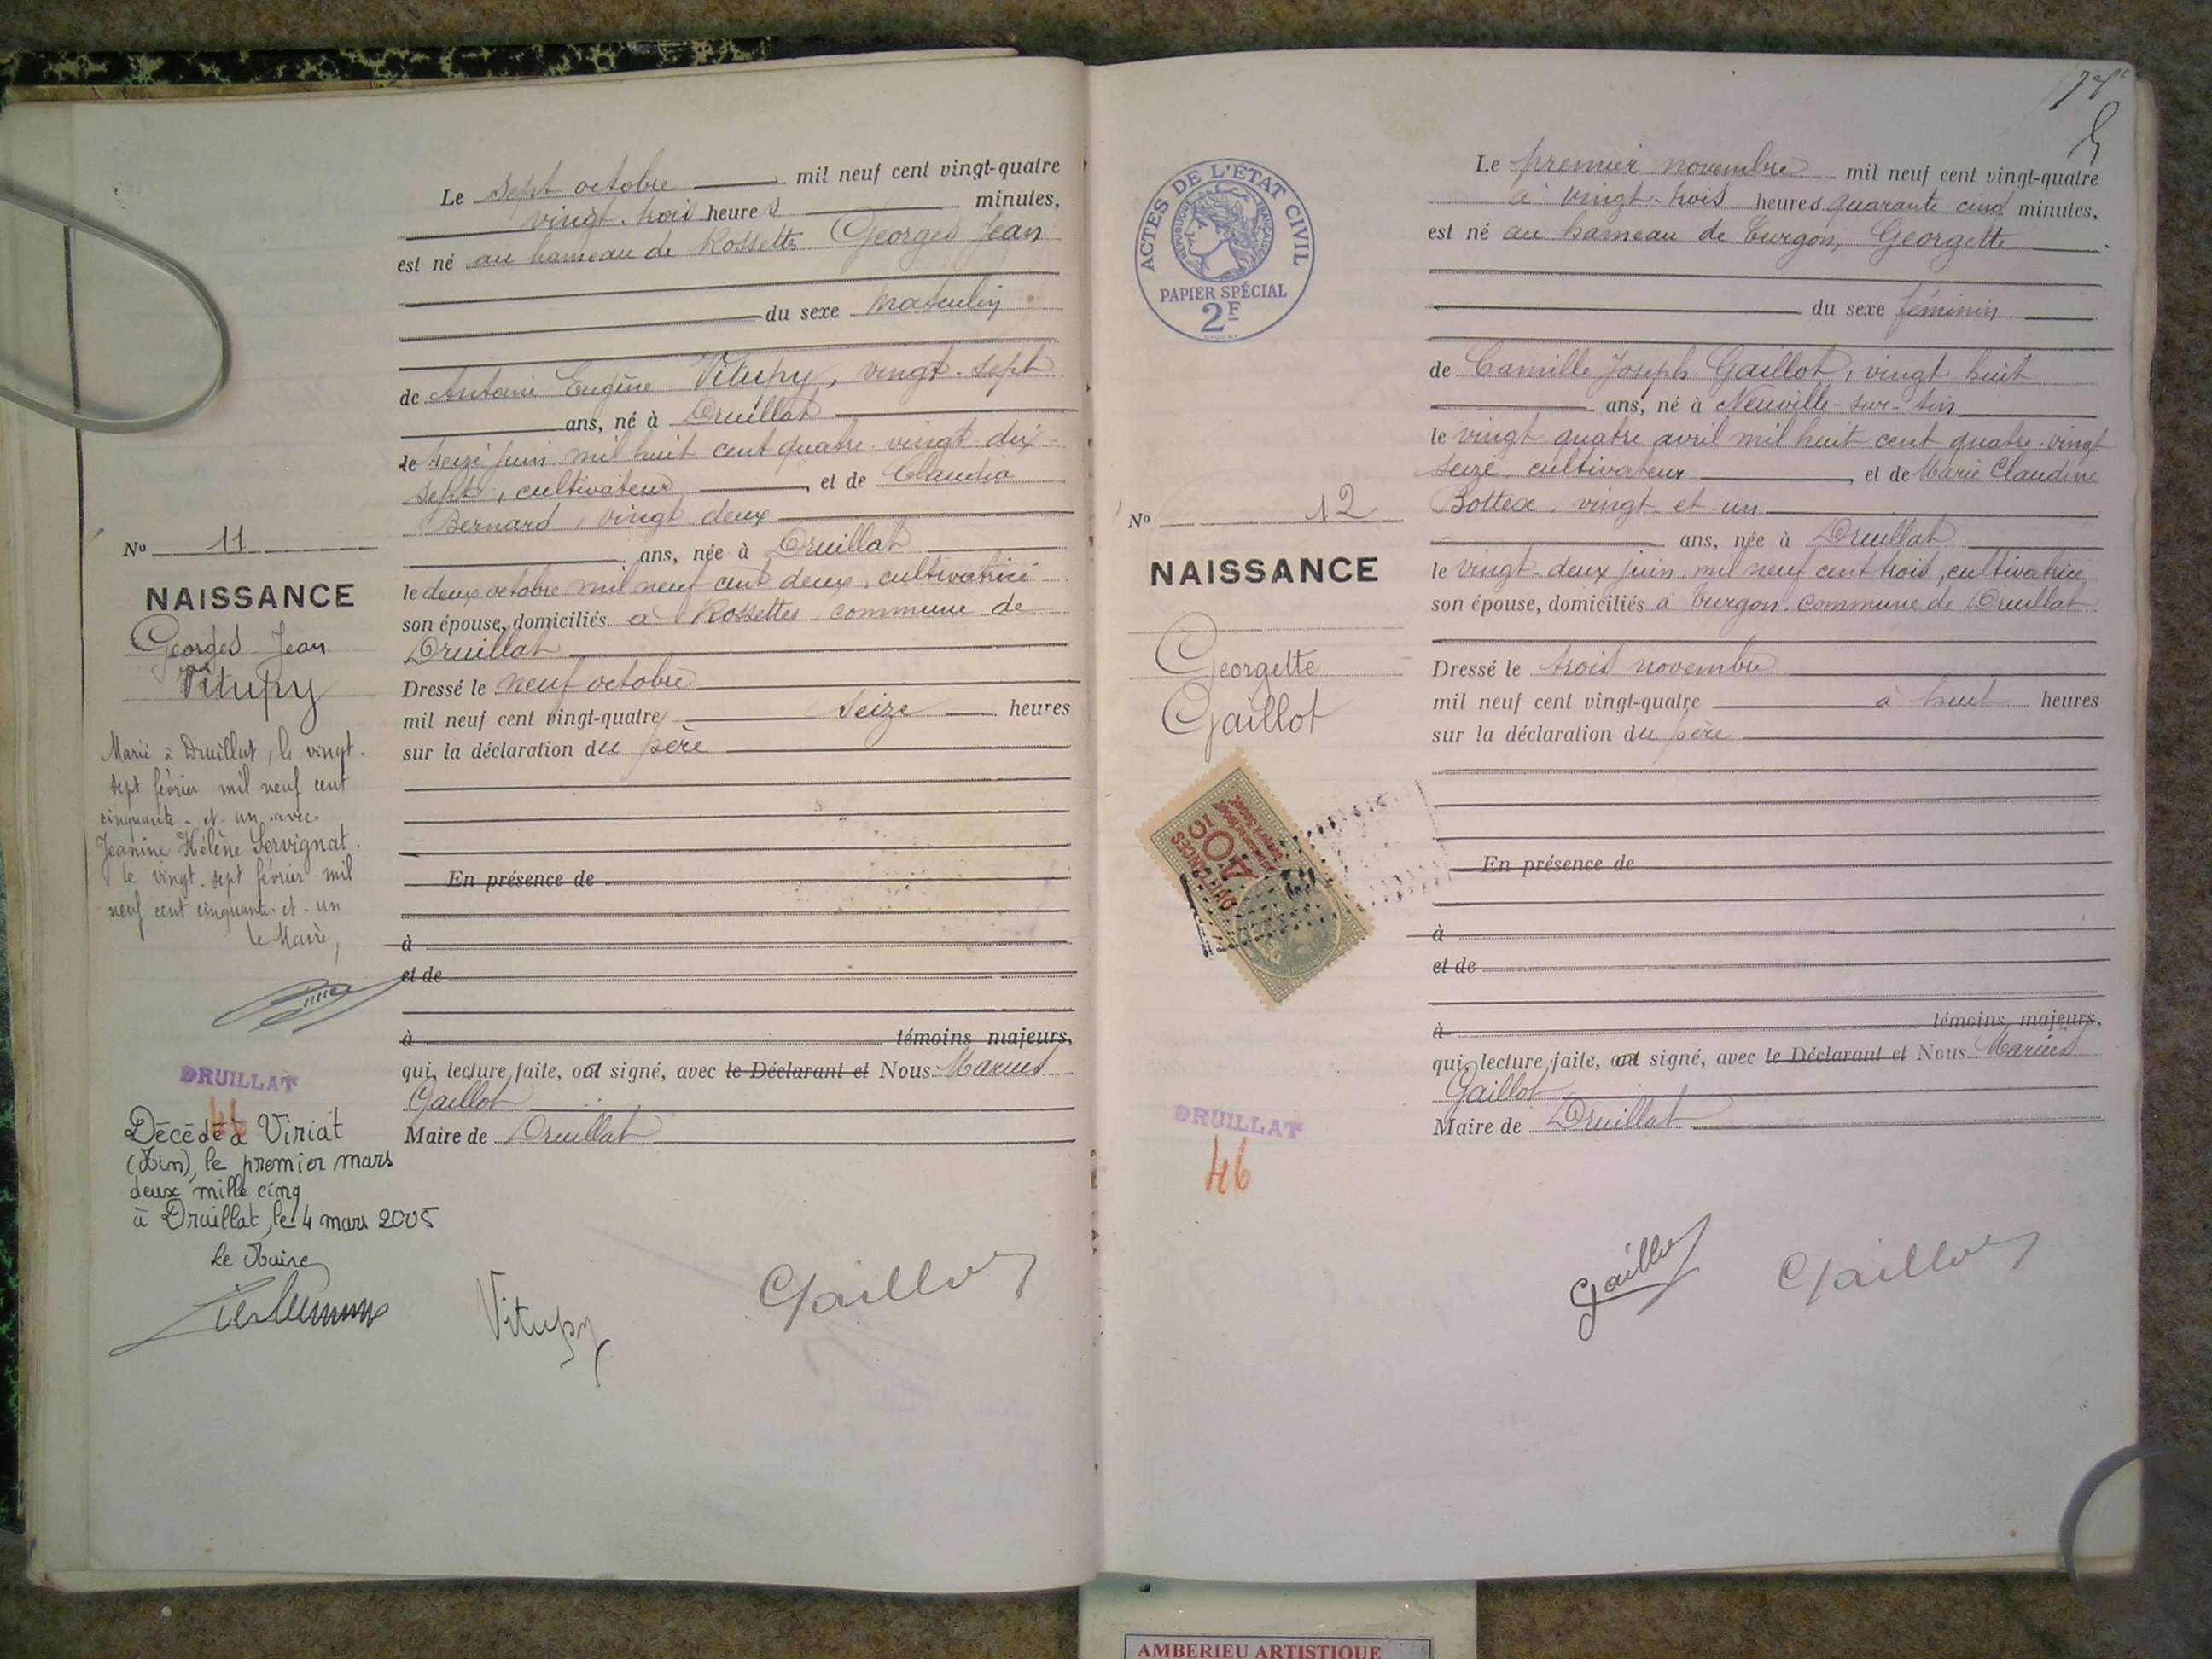 Le sept octobre mil neuf cent vingt-quatre
vingt-trois heures minutes,
est né au hameau de Rossettes Georges Jean
du sexe masculin
de Antoine Eugène Vitupy, vingt-sept
ans, né à Druillat
le seize juin mil huit cent quatre-vingt dix-
sept, cultivateur, et de Claudia
Bernard, vingt deux
ans, née à Druillat
le deux octobre mil neuf cent deux, cultivatrice
son épouse, domiciliés à Rossettes commune de
Druillat
Dressé le neuf octobre
mil neuf cent vingt-quatre seize heures
sur la déclaration du père
En présence de
à
et de
à témoins majeurs,
qui, lecture faite, ont signé, avec le Déclarant et Nous Marius
Gaillot
Maire de Druillat
No 11
NAISSANCE
Georges Jean
Vitupy
Marié à Druillat, le vingt-
sept février mil neuf cent
cinquante-et-un avec
Jeanine Hélène Servignat.
le vingt-sept février mil
neuf cent cinquante-et-un
Le Maire,
DRUILLAT
46
Décédé à Viriat
(Ain), le premier mars
deux mille cinq
à Druillat, le 4 mars 2005
Le Maire
Vitupy
Gaillot
Le premier novembre mil neuf cent vingt-quatre
à vingt-trois heures quarante cinq minutes,
est né au hameau de Turgon, Georgette
du sexe féminin
de Camille Joseph Gaillot, vingt huit
ans, né à Neuville-sur-Ain
le vingt quatre avril mil huit cent quatre-vingt
seize cultivateur, et de Marie Claudine
Bottex, vingt et un
ans, née à Druillat
le vingt-deux juin mil neuf cent trois, cultivatrice
son épouse, domiciliés à Turgon, commune de Druillat
Dressé le trois novembre
mil neuf cent vingt-quatre à huit heures
sur la déclaration du père
En présence de
à
et de
à témoins majeurs,
qui, lecture faite, ont signé, avec le Déclarant et Nous Marius
Gaillot
Maire de Druillat
ACTES DE L'ÉTAT CIVIL
RÉPUBLIQUE FRANÇAISE
PAPIER SPÉCIAL
2F
No 12
NAISSANCE
Georgette
Gaillot
QUITTANCES
50c
DRUILLAT
46
Gaillot
Gaillot
AMBERIEU ARTISTIQUE